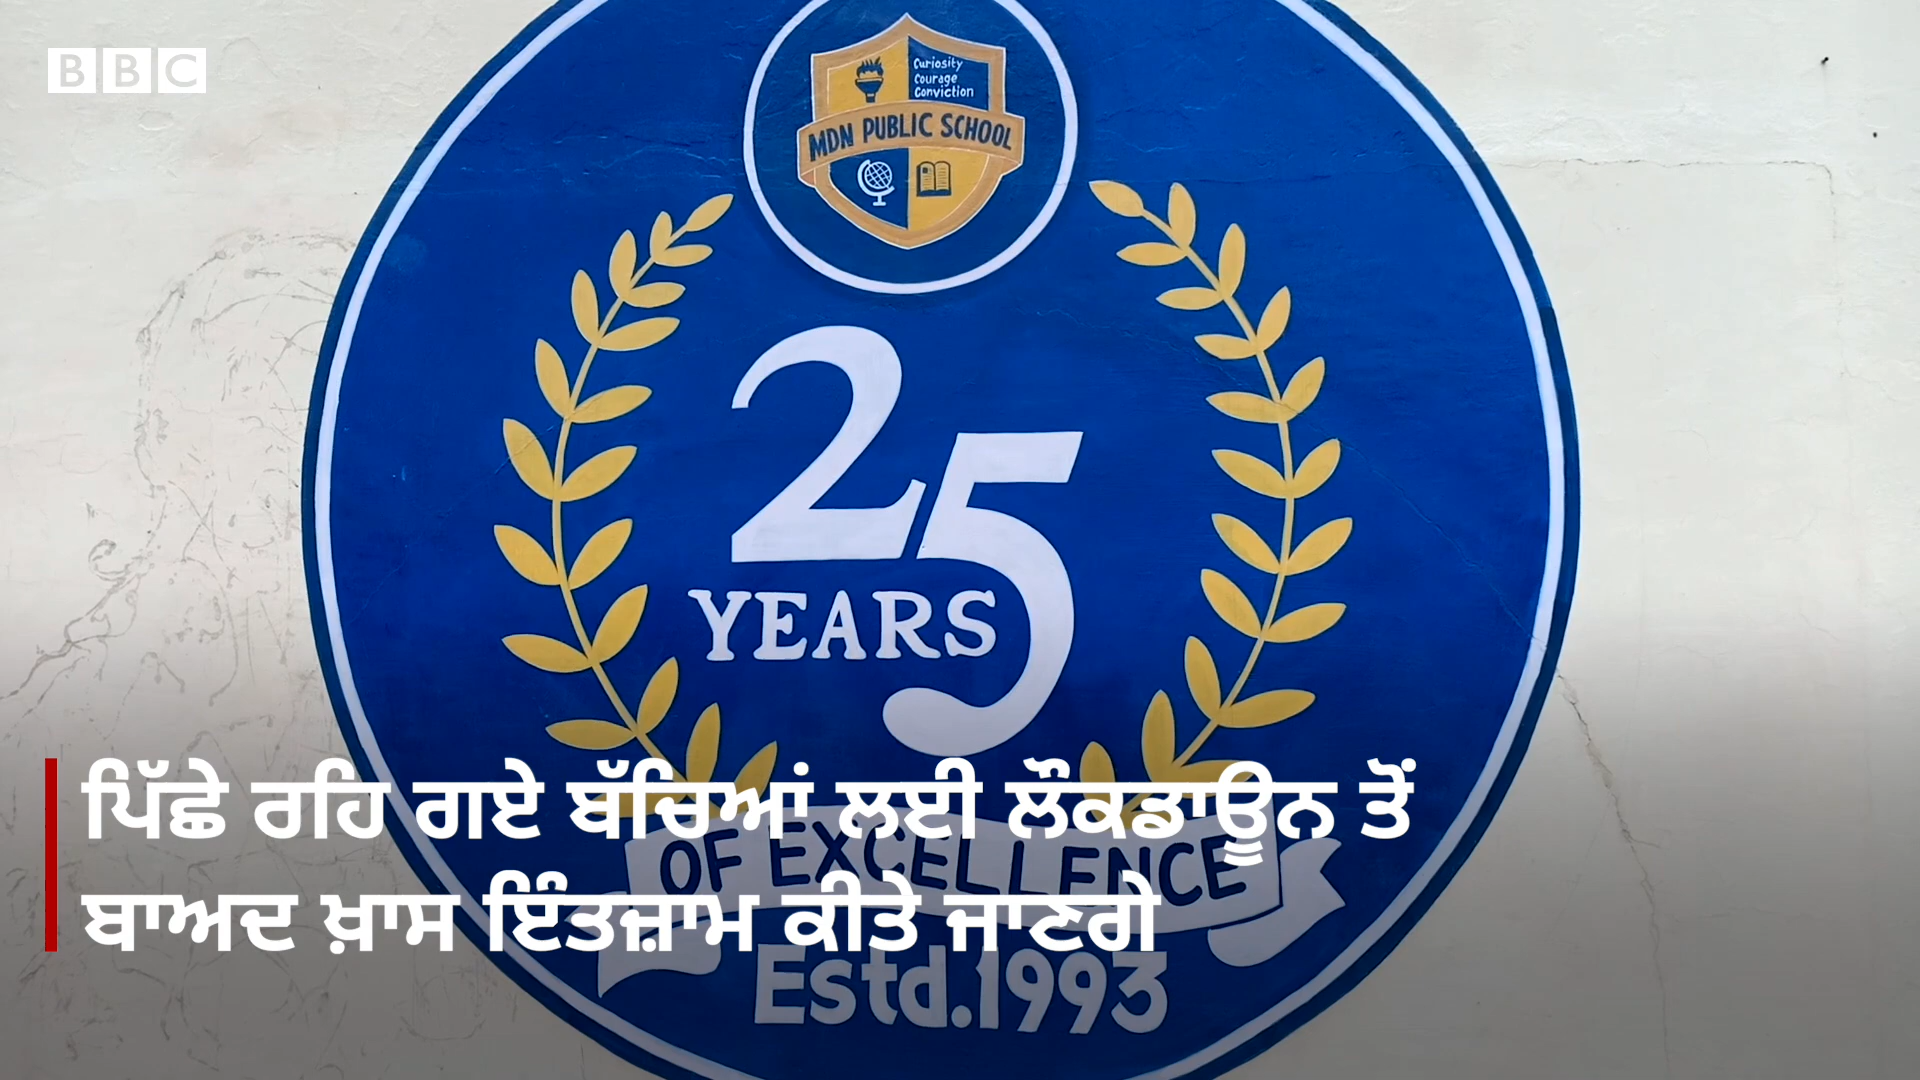 BBC
Curiosity
Courage
Conviction
MDN PUBLIC SCHOOL
25
YEARS
OF EXCELLENCE
Estd.1993
ਪਿੱਛੇ ਰਹਿ ਗਏ ਬੱਚਿਆਂ ਲਈ ਲੌਕਡਾਊਨ ਤੋਂ
ਬਾਅਦ ਖ਼ਾਸ ਇੰਤਜ਼ਾਮ ਕੀਤੇ ਜਾਣਗੇ